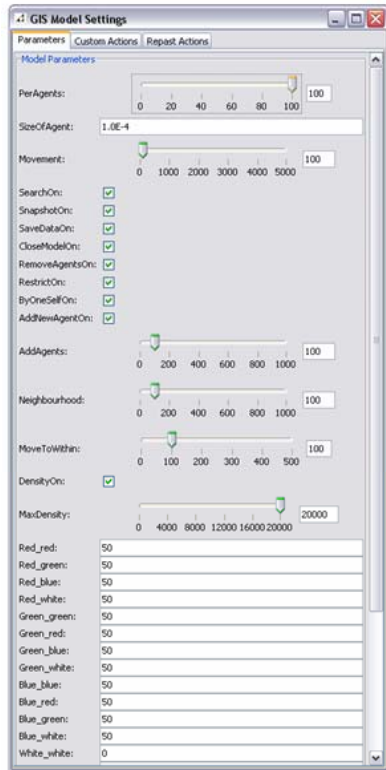 GIS Model Settings
Parameters Custom Actions Repast Actions
Model Parameters
PerAgents: 100
0 20 40 60 80 100
SizeOfAgent: 1.0E-4
Movement: 100
0 1000 2000 3000 4000 5000
SearchOn:
SnapshotOn:
SaveDataOn:
CloseModelOn:
RemoveAgentsOn:
RestrictOn:
ByOneSelfOn:
AddNewAgentOn:
AddAgents: 100
0 200 400 600 800 1000
Neighbourhood: 100
0 200 400 600 800 1000
MoveToWithin: 100
0 100 200 300 400 500
DensityOn:
MaxDensity: 20000
0 4000 8000 12000 16000 20000
Red_red: 50
Red_green: 50
Red_blue: 50
Red_white: 50
Green_green: 50
Green_red: 50
Green_blue: 50
Green_white: 50
Blue_blue: 50
Blue_red: 50
Blue_green: 50
Blue_white: 50
White_white: 0